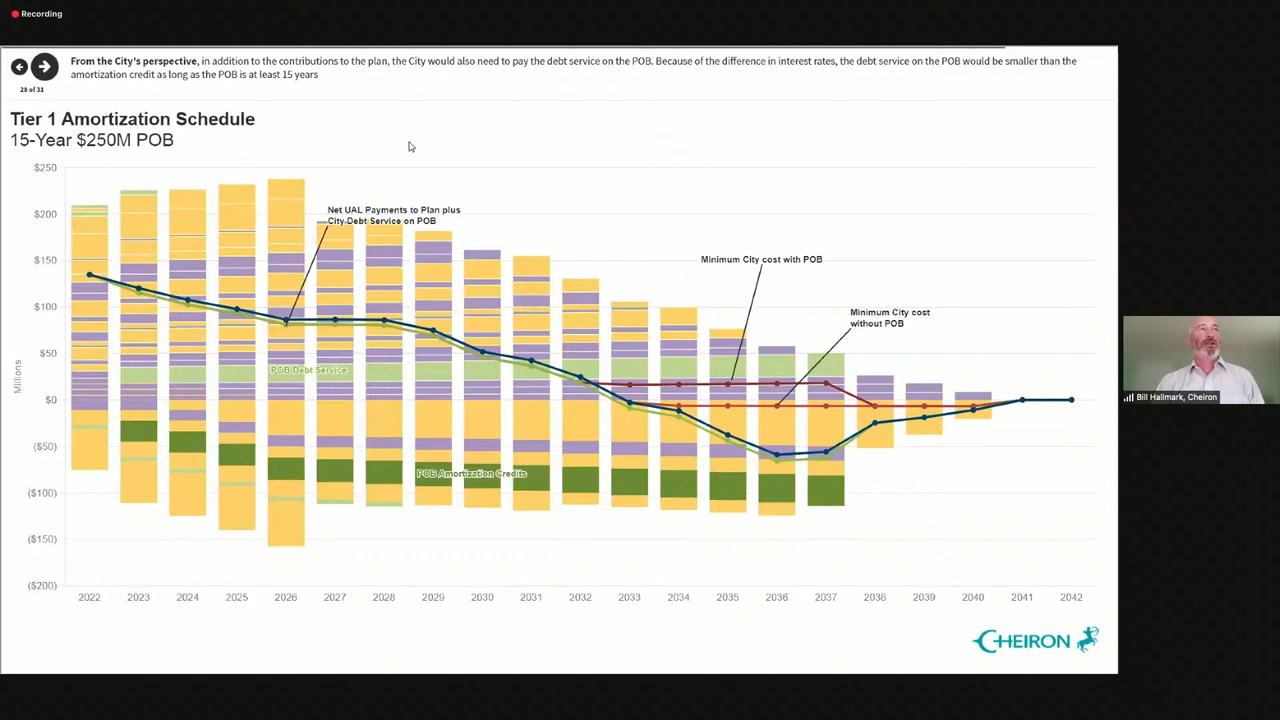 Recording
From the City's perspective, in addition to the contributions to the plan, the City would also need to pay the debt service on the POB. Because of the difference in interest rates, the debt service on the POB would be smaller than the
amortization credit as long as the POB is at least 15 years
28 of 31
Tier 1 Amortization Schedule
15-Year $250M POB
$250
$200
$150
$100
$50
$0
($50)
($100)
($150)
($200)
Millions
Net UAL Payments to Plan plus
City Debt Service on POB
Minimum City cost with POB
Minimum City cost
without POB
POB Debt Service
POB Amortization Credits
2022 2023 2024 2025 2026 2027 2028 2029 2030 2031 2032 2033 2034 2035 2036 2037 2038 2039 2040 2041 2042
CHEIRON
Bill Hallmark, Cheiron